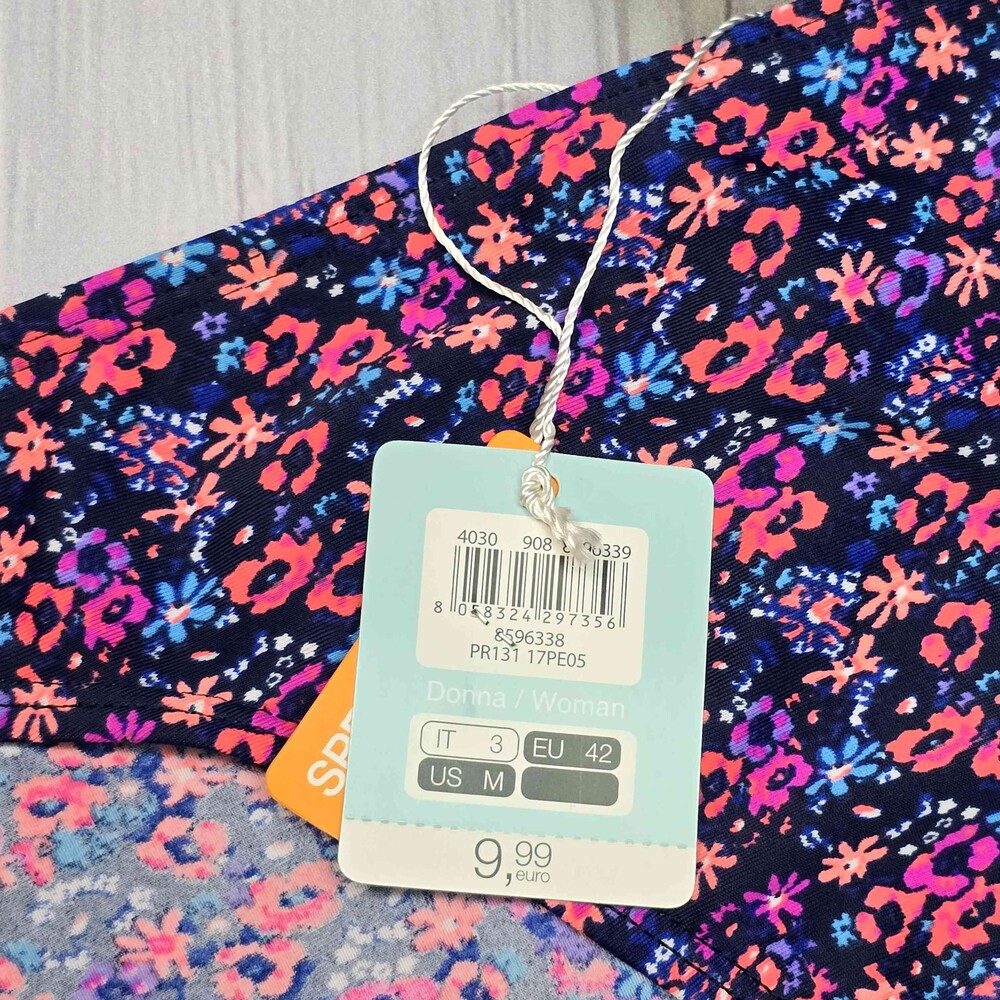 4030 908
8 058324 297356
8596338
PR131 17PE05
Donna / Woman
IT 3 EU 42
US M
9,99
euro